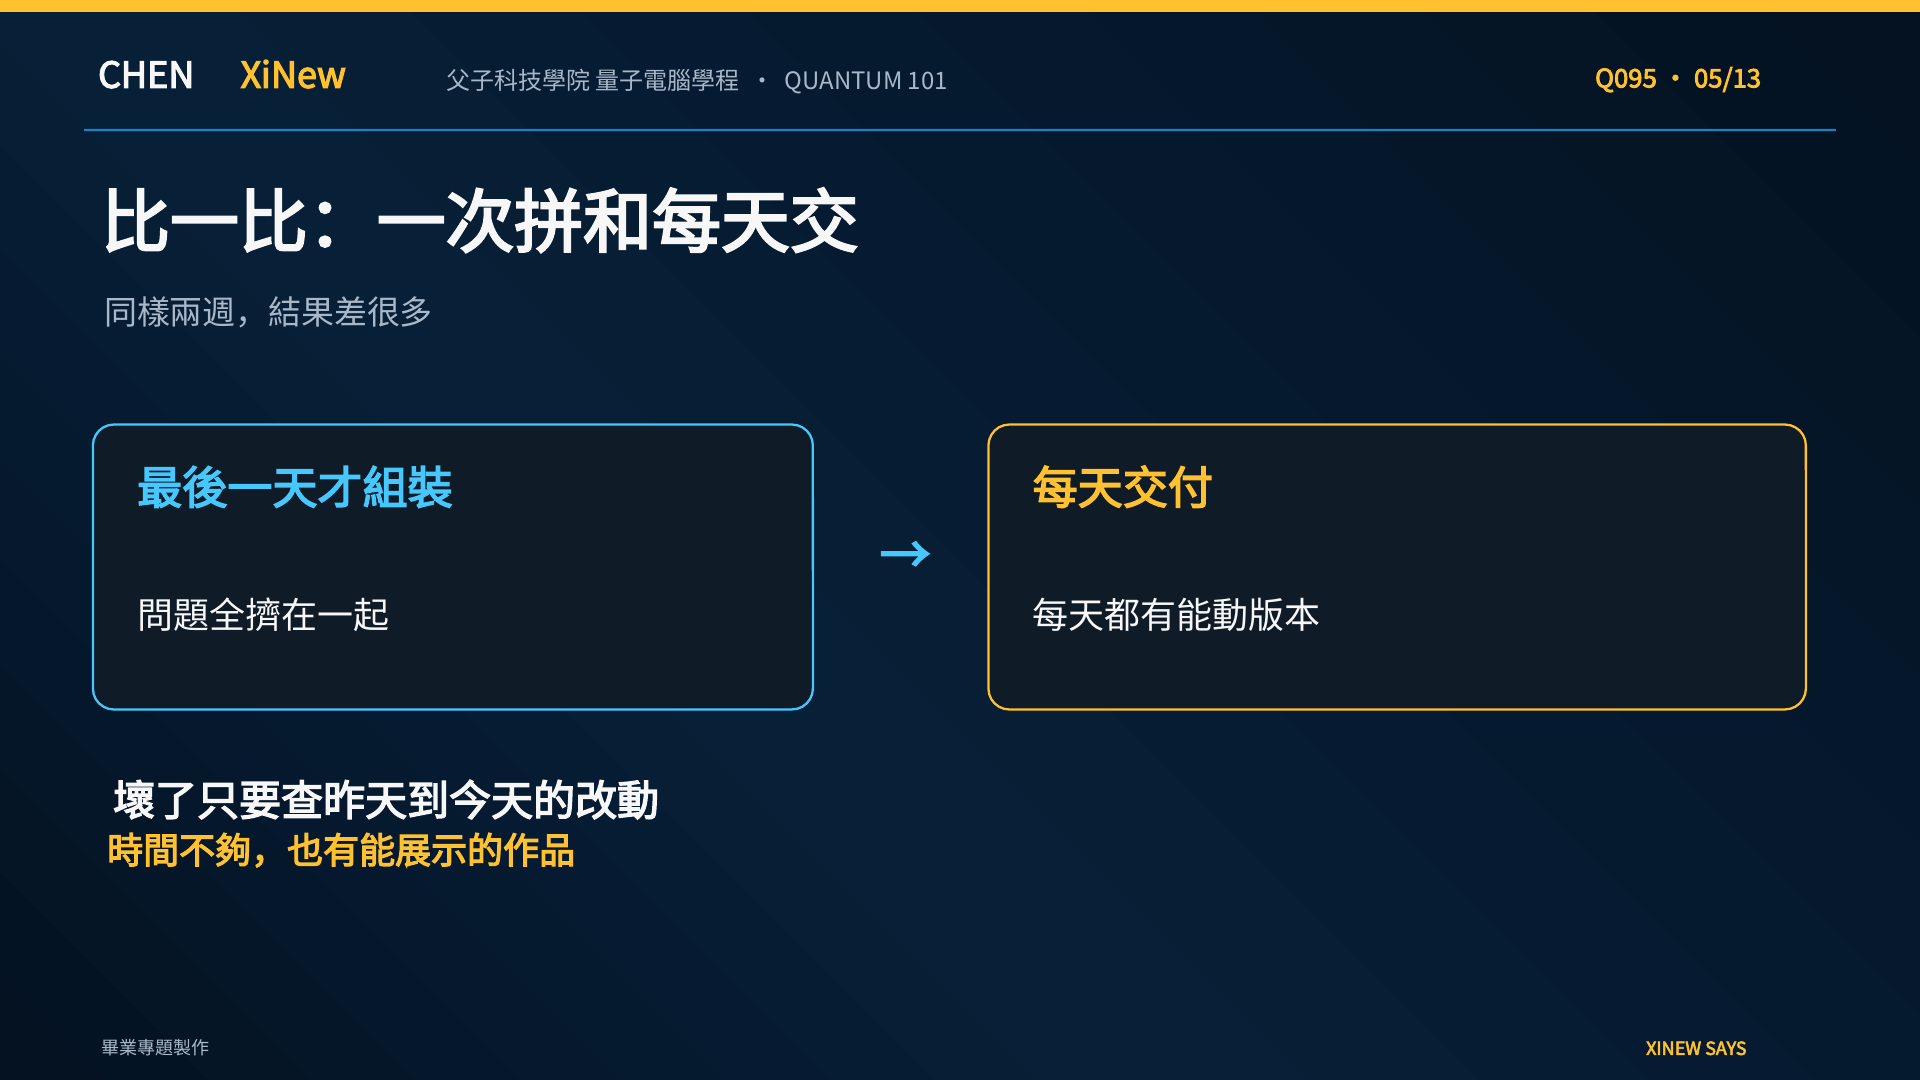 CHEN XiNew 父子科技學院 量子電腦學程 · QUANTUM 101 Q095 · 05/13
比一比：一次拼和每天交
同樣兩週，結果差很多
最後一天才組裝
問題全擠在一起
→
每天交付
每天都有能動版本
壞了只要查昨天到今天的改動
時間不夠，也有能展示的作品
畢業專題製作
XINEW SAYS